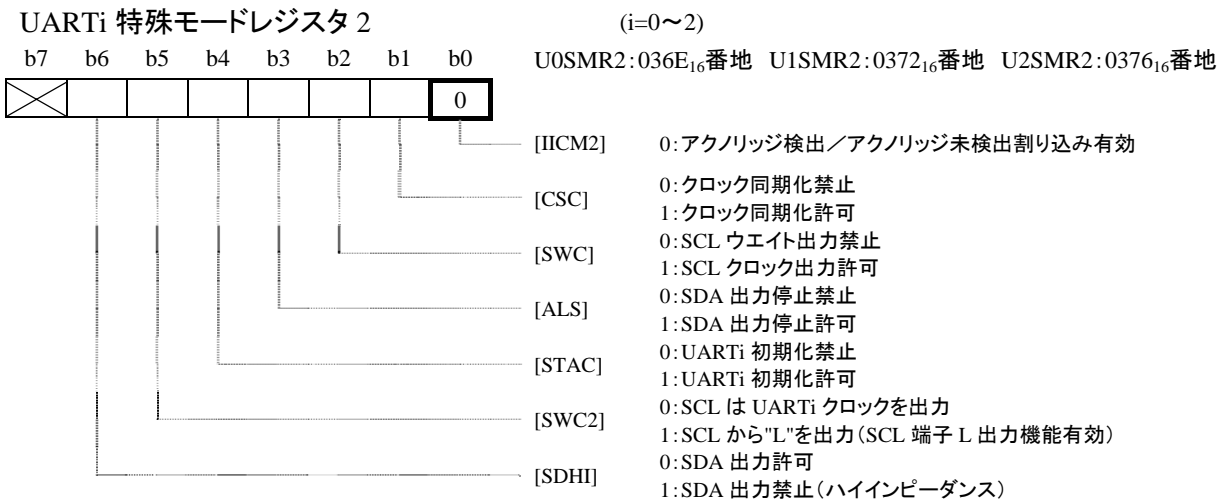 UARTi 特殊モードレジスタ 2 (i=0～2)
b7 b6 b5 b4 b3 b2 b1 b0 U0SMR2:036E16番地 U1SMR2:037216番地 U2SMR2:037616番地
0
[IICM2] 0:アクノリッジ検出／アクノリッジ未検出割り込み有効
[CSC] 0:クロック同期化禁止
1:クロック同期化許可
[SWC] 0:SCL ウエイト出力禁止
1:SCL クロック出力許可
[ALS] 0:SDA 出力停止禁止
1:SDA 出力停止許可
[STAC] 0:UARTi 初期化禁止
1:UARTi 初期化許可
[SWC2] 0:SCL は UARTi クロックを出力
1:SCL から"L"を出力（SCL 端子 L 出力機能有効）
[SDHI] 0:SDA 出力許可
1:SDA 出力禁止（ハイインピーダンス）